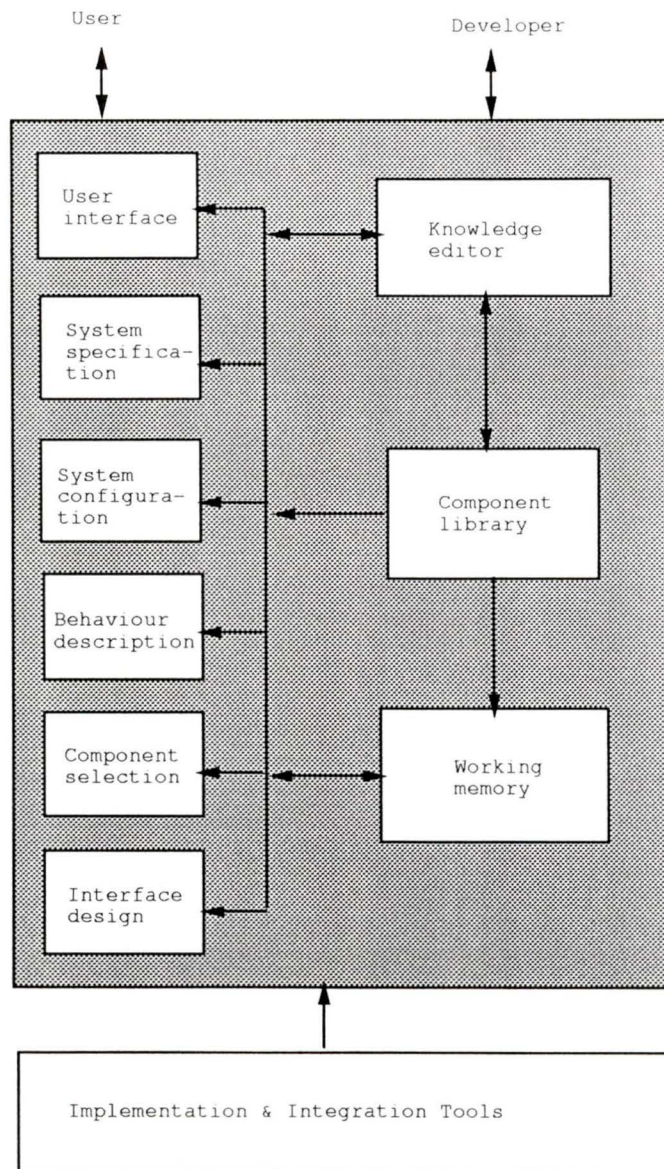 User
Developer
User
interface
Knowledge
editor
System
specifica-
tion
System
configura-
tion
Component
library
Behaviour
description
Component
selection
Working
memory
Interface
design
Implementation & Integration Tools